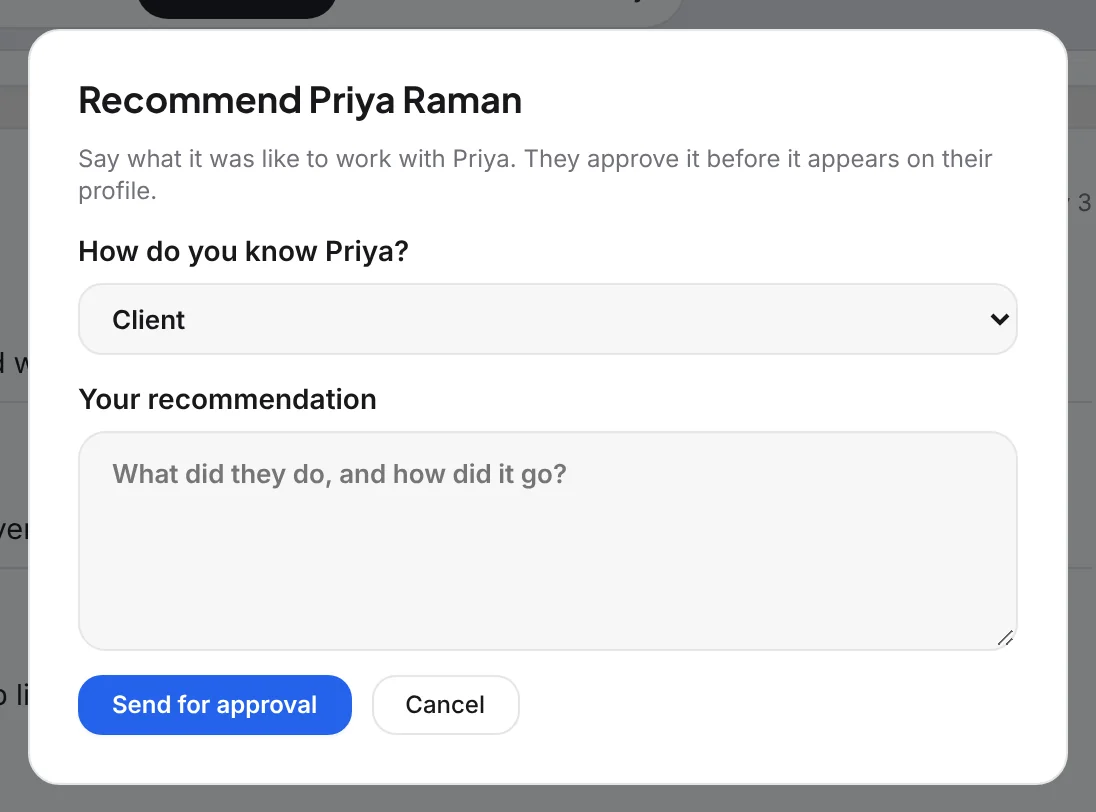 Recommend Priya Raman
Say what it was like to work with Priya. They approve it before it appears on their
profile.
How do you know Priya?
Client
Your recommendation
What did they do, and how did it go?
Send for approval
Cancel
3